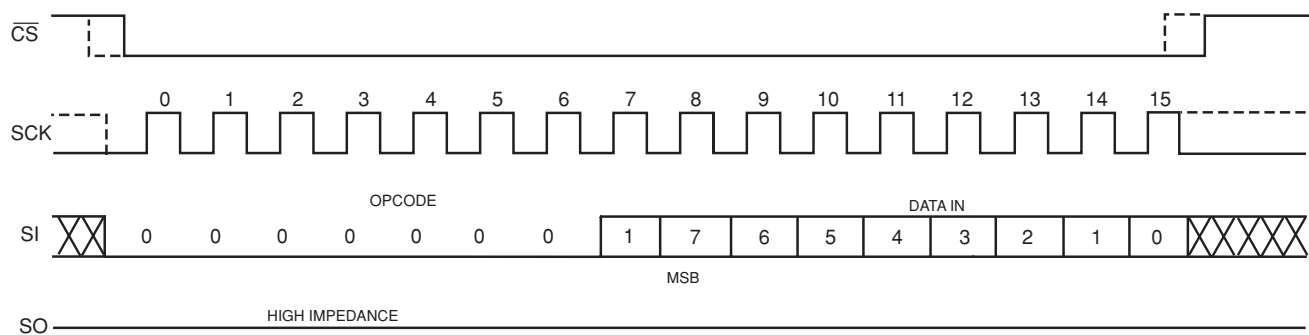 CS
0 1 2 3 4 5 6 7 8 9 10 11 12 13 14 15
SCK
OPCODE DATA IN
SI 0 0 0 0 0 0 0 1 7 6 5 4 3 2 1 0
MSB
HIGH IMPEDANCE
SO